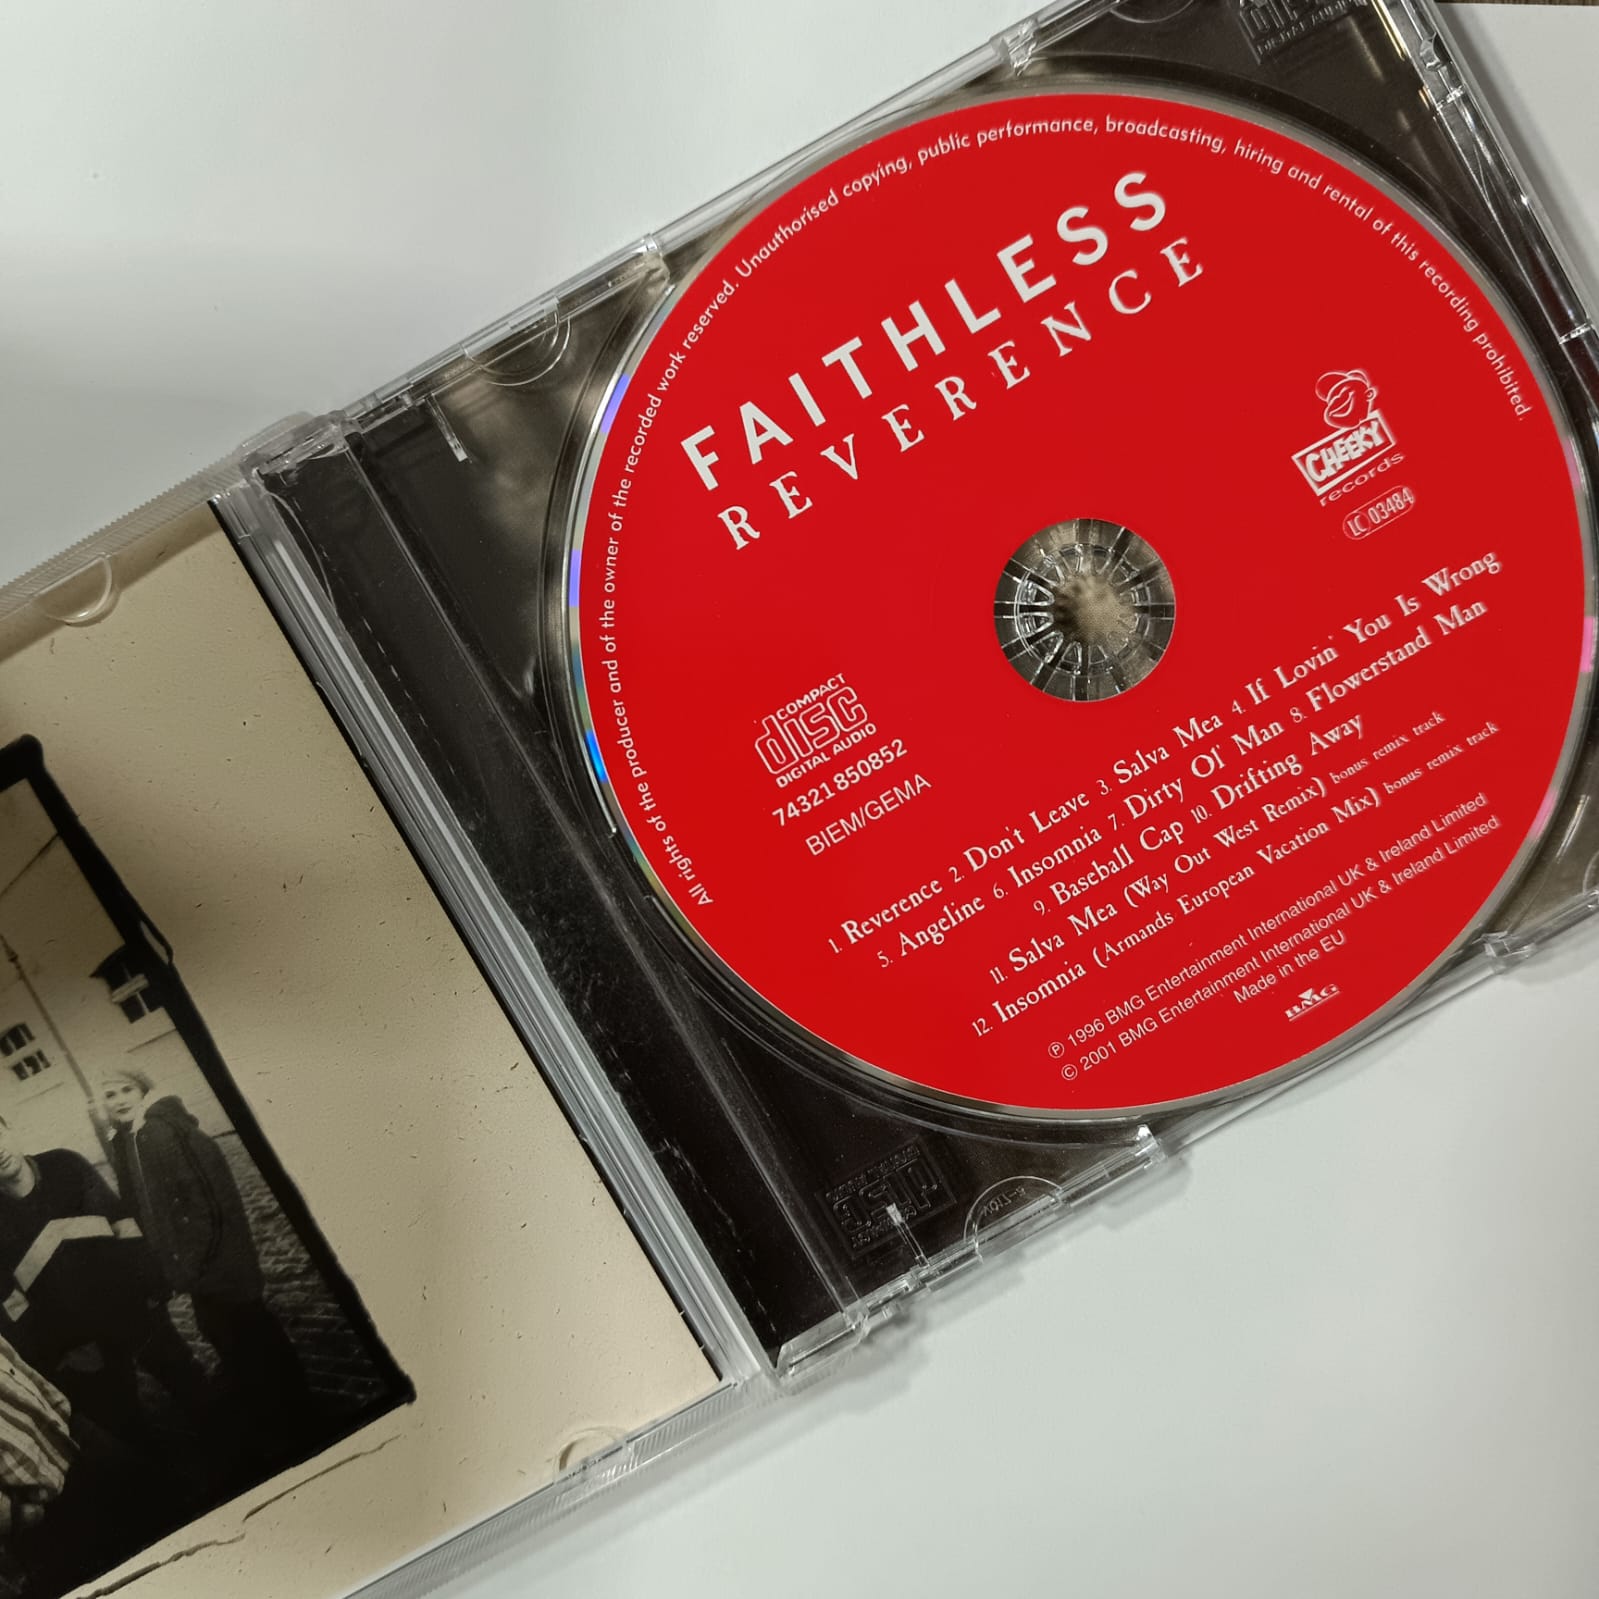 All rights of the producer and of the owner of the recorded work reserved. Unauthorised copying, public performance, broadcasting, hiring and rental of this recording prohibited
FAITHLESS
REVERENCE
CHEEKY
records
LC 03484
COMPACT
disc
DIGITAL AUDIO
74321 850852
BIEM/GEMA
1. Reverence 2. Don't Leave 3. Salva Mea 4. If Lovin' You Is Wrong
5. Angeline 6. Insomnia 7. Dirty Ol' Man 8. Flowerstand Man
9. Baseball Cap 10. Drifting Away
11. Salva Mea (Way Out West Remix) bonus remix track
12. Insomnia (Armands European Vacation Mix) bonus remix track
℗ 1996 BMG Entertainment International UK & Ireland Limited
© 2001 BMG Entertainment International UK & Ireland Limited
Made in the EU
BMG